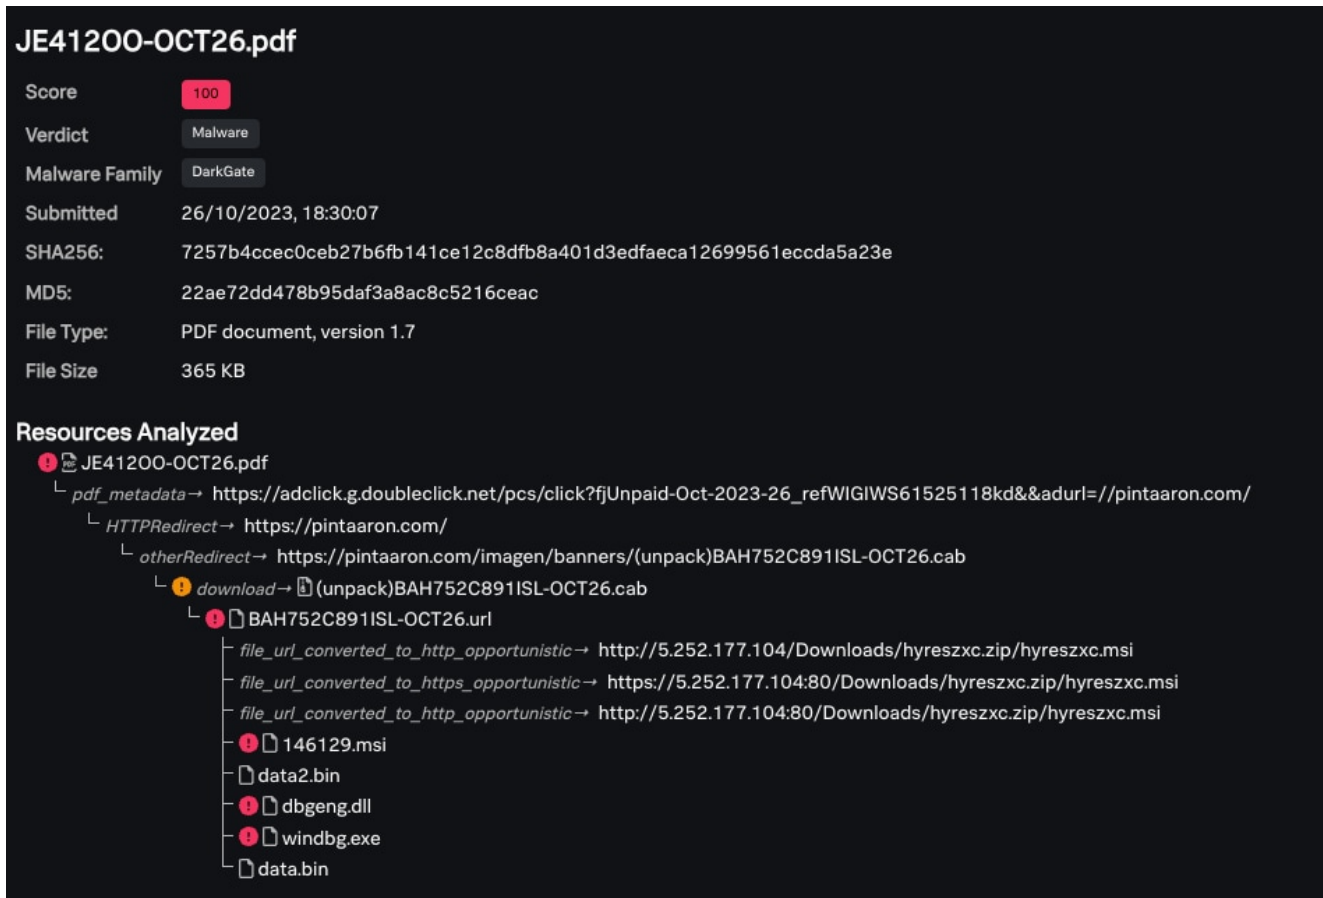 JE412OO-OCT26.pdf
Score 100
Verdict Malware
Malware Family DarkGate
Submitted 26/10/2023, 18:30:07
SHA256: 7257b4ccec0ceb27b6fb141ce12c8dfb8a401d3edfaeca12699561eccda5a23e
MD5: 22ae72dd478b95daf3a8ac8c5216ceac
File Type: PDF document, version 1.7
File Size 365 KB
Resources Analyzed
JE412OO-OCT26.pdf
pdf_metadata→ https://adclick.g.doubleclick.net/pcs/click?fjUnpaid-Oct-2023-26_refWIGIWS61525118kd&&adurl=//pintaaron.com/
HTTPRedirect→ https://pintaaron.com/
otherRedirect→ https://pintaaron.com/imagen/banners/(unpack)BAH752C891ISL-OCT26.cab
download→ (unpack)BAH752C891ISL-OCT26.cab
BAH752C891ISL-OCT26.url
file_url_converted_to_http_opportunistic→ http://5.252.177.104/Downloads/hyreszxc.zip/hyreszxc.msi
file_url_converted_to_https_opportunistic→ https://5.252.177.104:80/Downloads/hyreszxc.zip/hyreszxc.msi
file_url_converted_to_http_opportunistic→ http://5.252.177.104:80/Downloads/hyreszxc.zip/hyreszxc.msi
146129.msi
data2.bin
dbgeng.dll
windbg.exe
data.bin